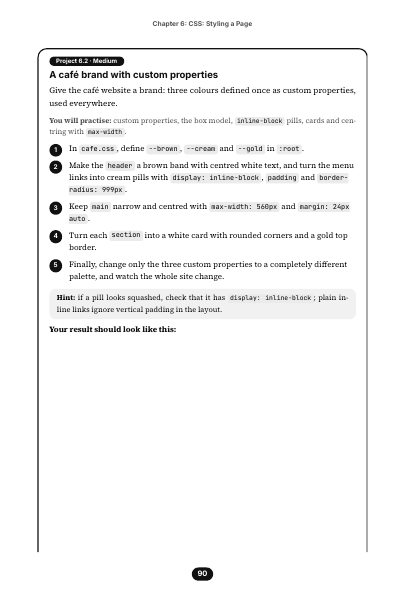 Chapter 6: CSS: Styling a Page
Project 6.2 · Medium
A café brand with custom properties
Give the café website a brand: three colours defined once as custom properties,
used everywhere.
You will practise: custom properties, the box model, inline-block pills, cards and cen-
tring with max-width.
1 In cafe.css, define --brown, --cream and --gold in :root.
2 Make the header a brown band with centred white text, and turn the menu
links into cream pills with display: inline-block, padding and border-
radius: 999px.
3 Keep main narrow and centred with max-width: 560px and margin: 24px
auto.
4 Turn each section into a white card with rounded corners and a gold top
border.
5 Finally, change only the three custom properties to a completely different
palette, and watch the whole site change.
Hint: if a pill looks squashed, check that it has display: inline-block; plain in-
line links ignore vertical padding in the layout.
Your result should look like this:
90